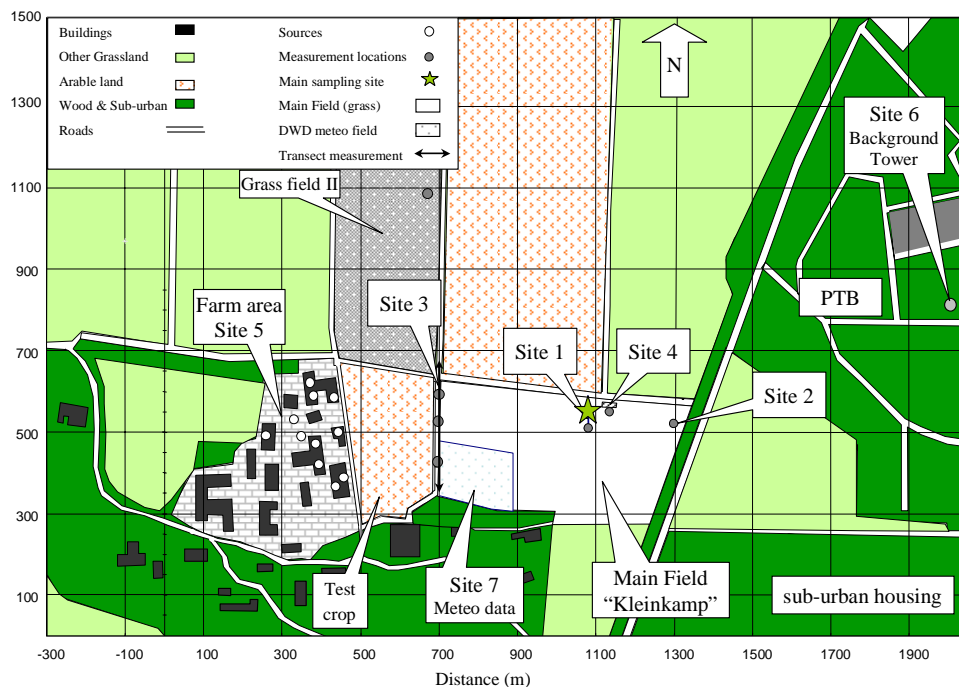 1500
1300
1100
900
700
500
300
100
Buildings
Other Grassland
Arable land
Wood & Sub-urban
Roads
Sources
Measurement locations
Main sampling site
Main Field (grass)
DWD meteo field
Transect measurement
N
Site 6
Background
Tower
Grass field II
Farm area
Site 5
Site 3
PTB
Site 1
Site 4
Site 2
Test
crop
Site 7
Meteo data
Main Field
“Kleinkamp”
sub-urban housing
-300 -100 100 300 500 700 900 1100 1300 1500 1700 1900
Distance (m)